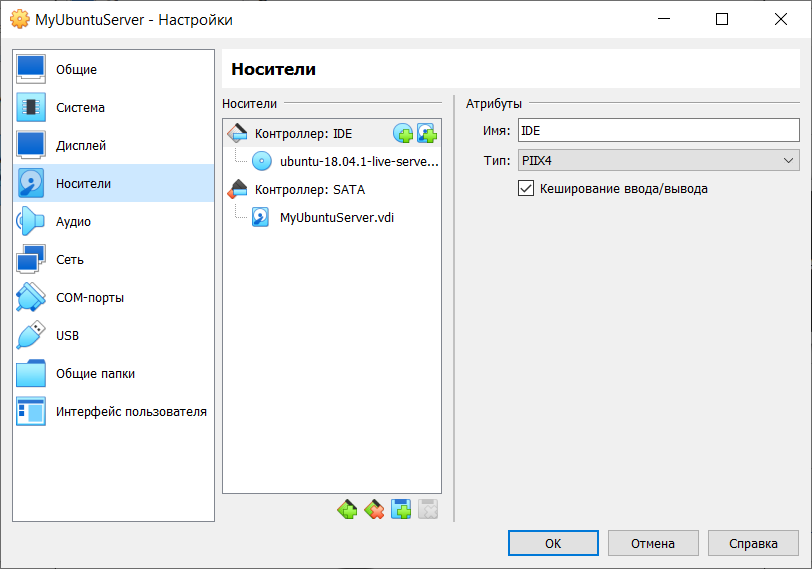 MyUbuntuServer - Настройки
Общие
Система
Дисплей
Носители
Аудио
Сеть
COM-порты
USB
Общие папки
Интерфейс пользователя
Носители
Носители
Контроллер: IDE
ubuntu-18.04.1-live-serve...
Контроллер: SATA
MyUbuntuServer.vdi
Атрибуты
Имя: IDE
Тип: PIIX4
Кеширование ввода/вывода
ОК
Отмена
Справка